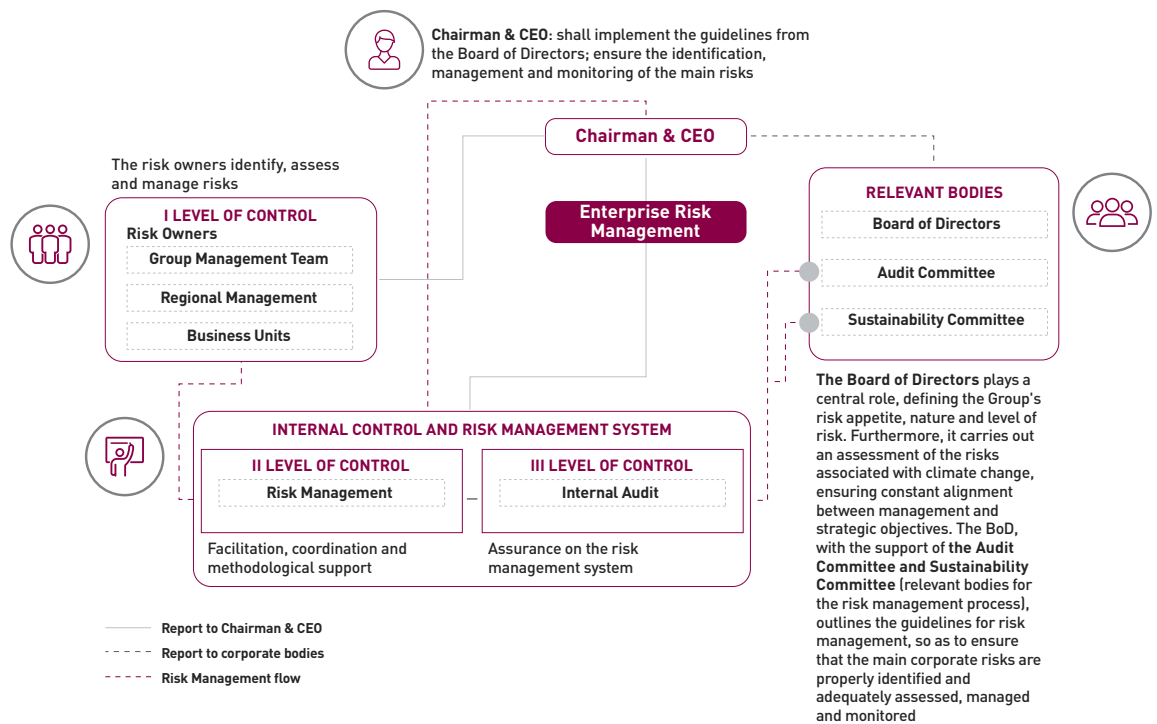 Chairman & CEO: shall implement the guidelines from
the Board of Directors; ensure the identification,
management and monitoring of the main risks
Chairman & CEO
The risk owners identify, assess
and manage risks
I LEVEL OF CONTROL
Risk Owners
Group Management Team
Regional Management
Business Units
Enterprise Risk
Management
RELEVANT BODIES
Board of Directors
Audit Committee
Sustainability Committee
INTERNAL CONTROL AND RISK MANAGEMENT SYSTEM
II LEVEL OF CONTROL
Risk Management
Facilitation, coordination and
methodological support
III LEVEL OF CONTROL
Internal Audit
Assurance on the risk
management system
The Board of Directors plays a
central role, defining the Group's
risk appetite, nature and level of
risk. Furthermore, it carries out
an assessment of the risks
associated with climate change,
ensuring constant alignment
between management and
strategic objectives. The BoD,
with the support of the Audit
Committee and Sustainability
Committee (relevant bodies for
the risk management process),
outlines the guidelines for risk
management, so as to ensure
that the main corporate risks are
properly identified and
adequately assessed, managed
and monitored
Report to Chairman & CEO
Report to corporate bodies
Risk Management flow